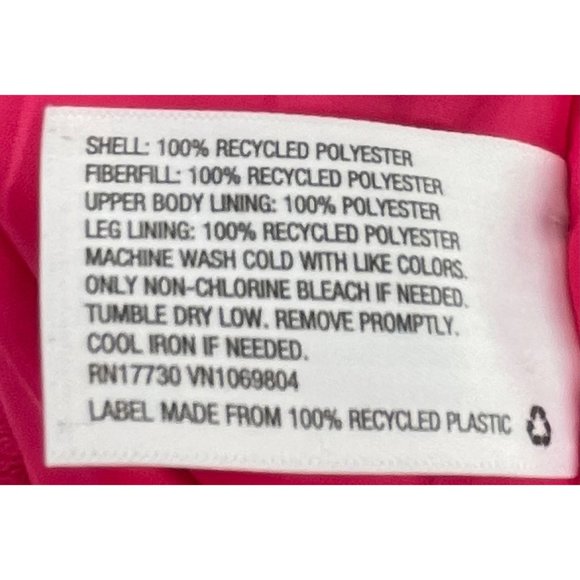 SHELL: 100% RECYCLED POLYESTER
FIBERFILL: 100% RECYCLED POLYESTER
UPPER BODY LINING: 100% POLYESTER
LEG LINING: 100% RECYCLED POLYESTER
MACHINE WASH COLD WITH LIKE COLORS.
ONLY NON-CHLORINE BLEACH IF NEEDED.
TUMBLE DRY LOW. REMOVE PROMPTLY.
COOL IRON IF NEEDED.
RN17730 VN1069804
LABEL MADE FROM 100% RECYCLED PLASTIC